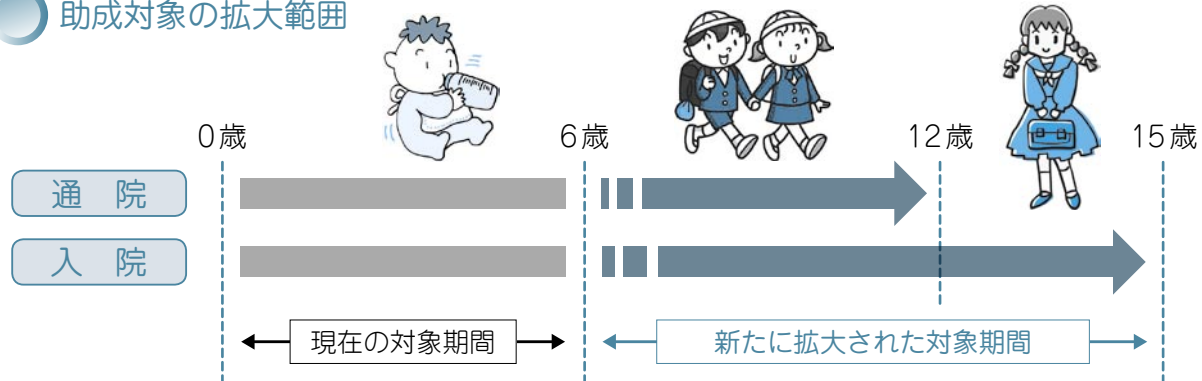 助成対象の拡大範囲
0歳 6歳 12歳 15歳
通 院
入 院
現在の対象期間 新たに拡大された対象期間